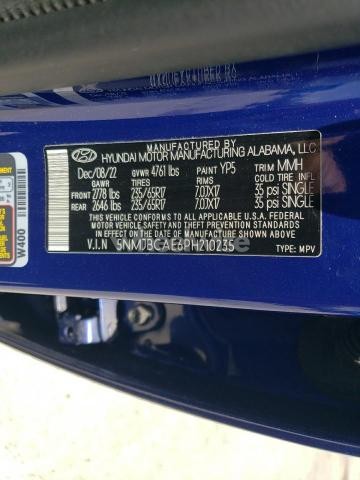 MANUFACTURED BY
HYUNDAI MOTOR MANUFACTURING ALABAMA, LLC
Dec/08/22 GVWR 4761 lbs PAINT YP5 TRIM MMH
GAWR TIRES RIMS COLD TIRE INFLATION
FRONT 2778 lbs 235/65R17 7.0JX17 35 psi SINGLE
REAR 2646 lbs 235/65R17 7.0JX17 35 psi SINGLE
THIS VEHICLE CONFORMS TO ALL APPLICABLE U.S. FEDERAL MOTOR VEHICLE
SAFETY AND THEFT PREVENTION STANDARDS IN EFFECT
ON THE DATE OF MANUFACTURE SHOWN ABOVE.
V.I.N 5NMJ3CAE6PH210235 TYPE: MPV
W400